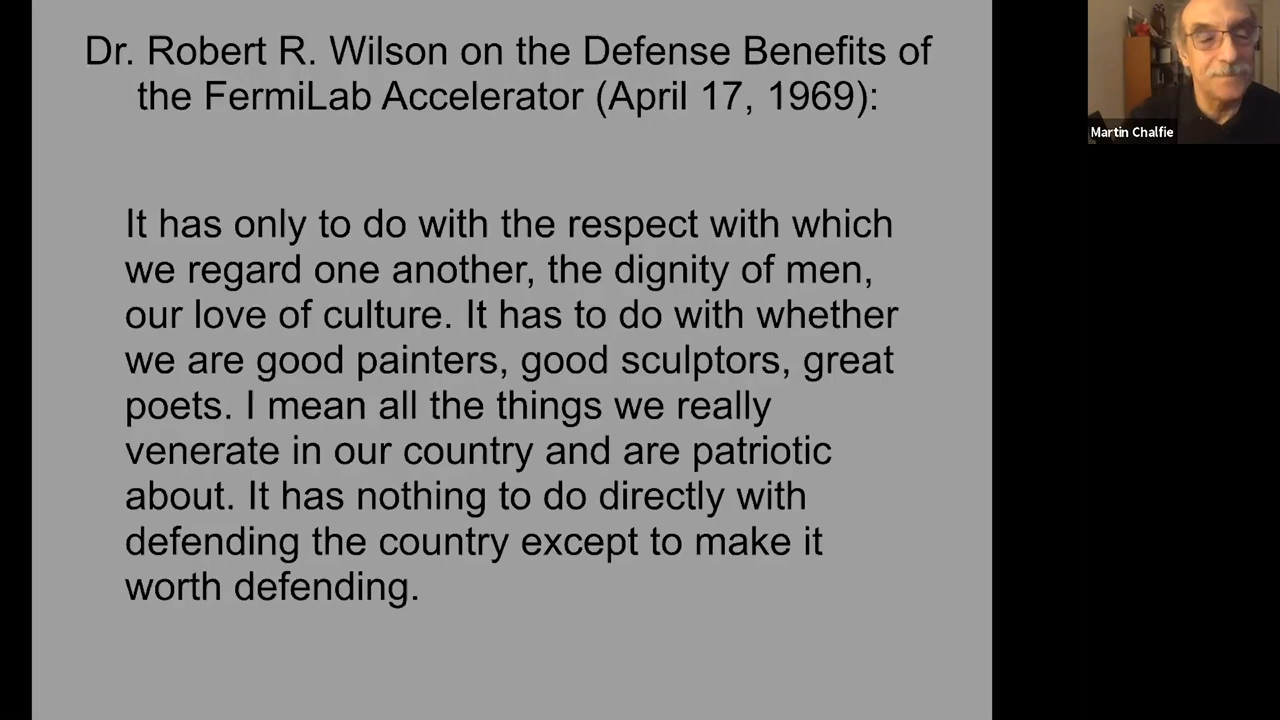 Dr. Robert R. Wilson on the Defense Benefits of
the FermiLab Accelerator (April 17, 1969):
It has only to do with the respect with which
we regard one another, the dignity of men,
our love of culture. It has to do with whether
we are good painters, good sculptors, great
poets. I mean all the things we really
venerate in our country and are patriotic
about. It has nothing to do directly with
defending the country except to make it
worth defending.
Martin Chalfie